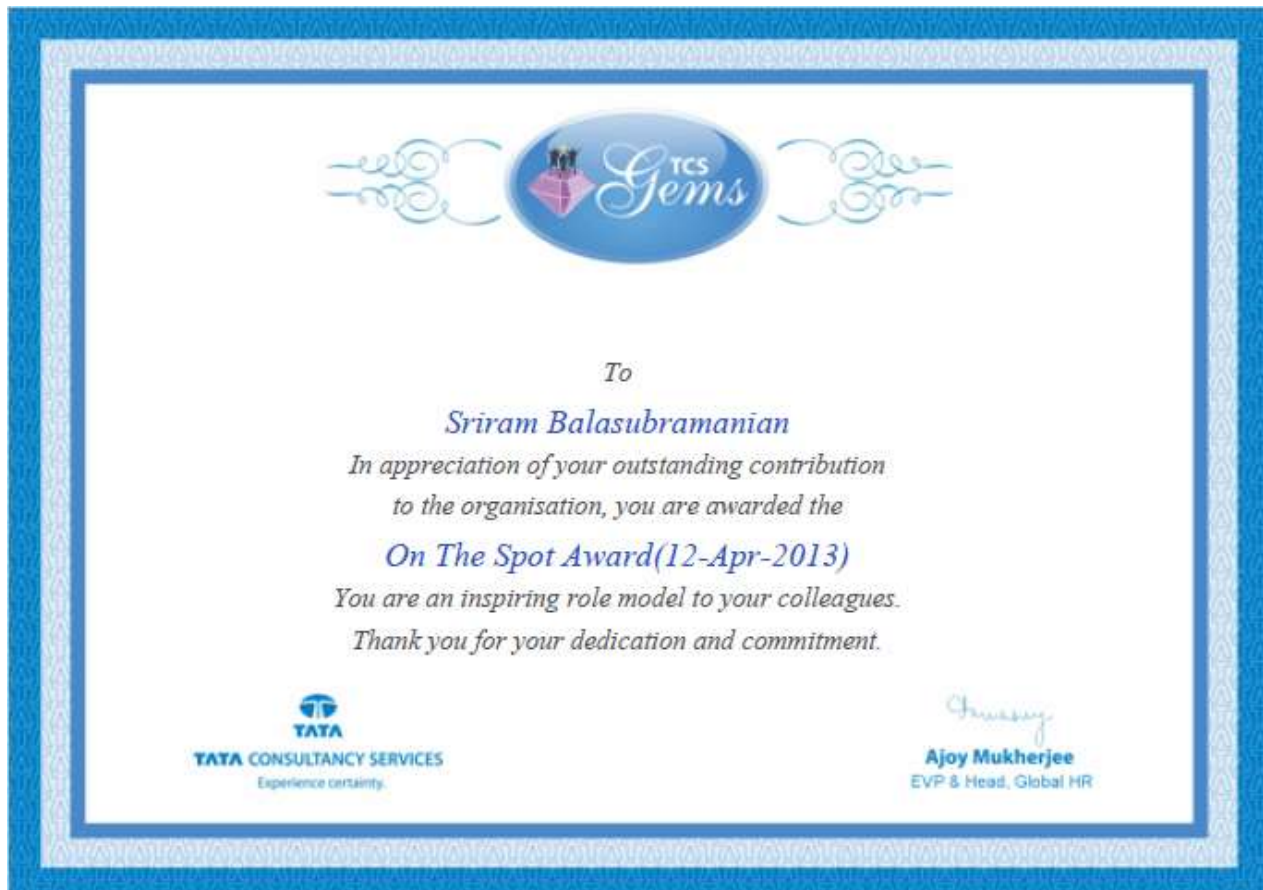 TCS
Gems
To
Sriram Balasubramanian
In appreciation of your outstanding contribution
to the organisation, you are awarded the
On The Spot Award(12-Apr-2013)
You are an inspiring role model to your colleagues.
Thank you for your dedication and commitment.
TATA
TATA CONSULTANCY SERVICES
Experience certainty.
Ajoy Mukherjee
EVP & Head, Global HR